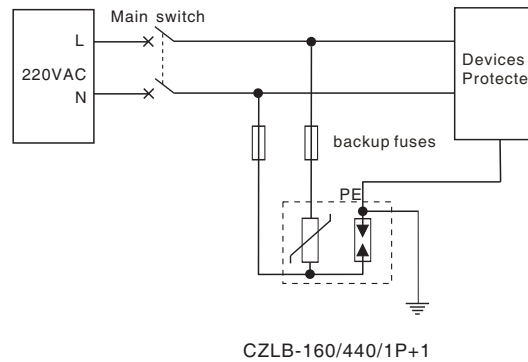 Main switch
L
220VAC
N
Devices
Protecte
backup fuses
PE
CZLB-160/440/1P+1